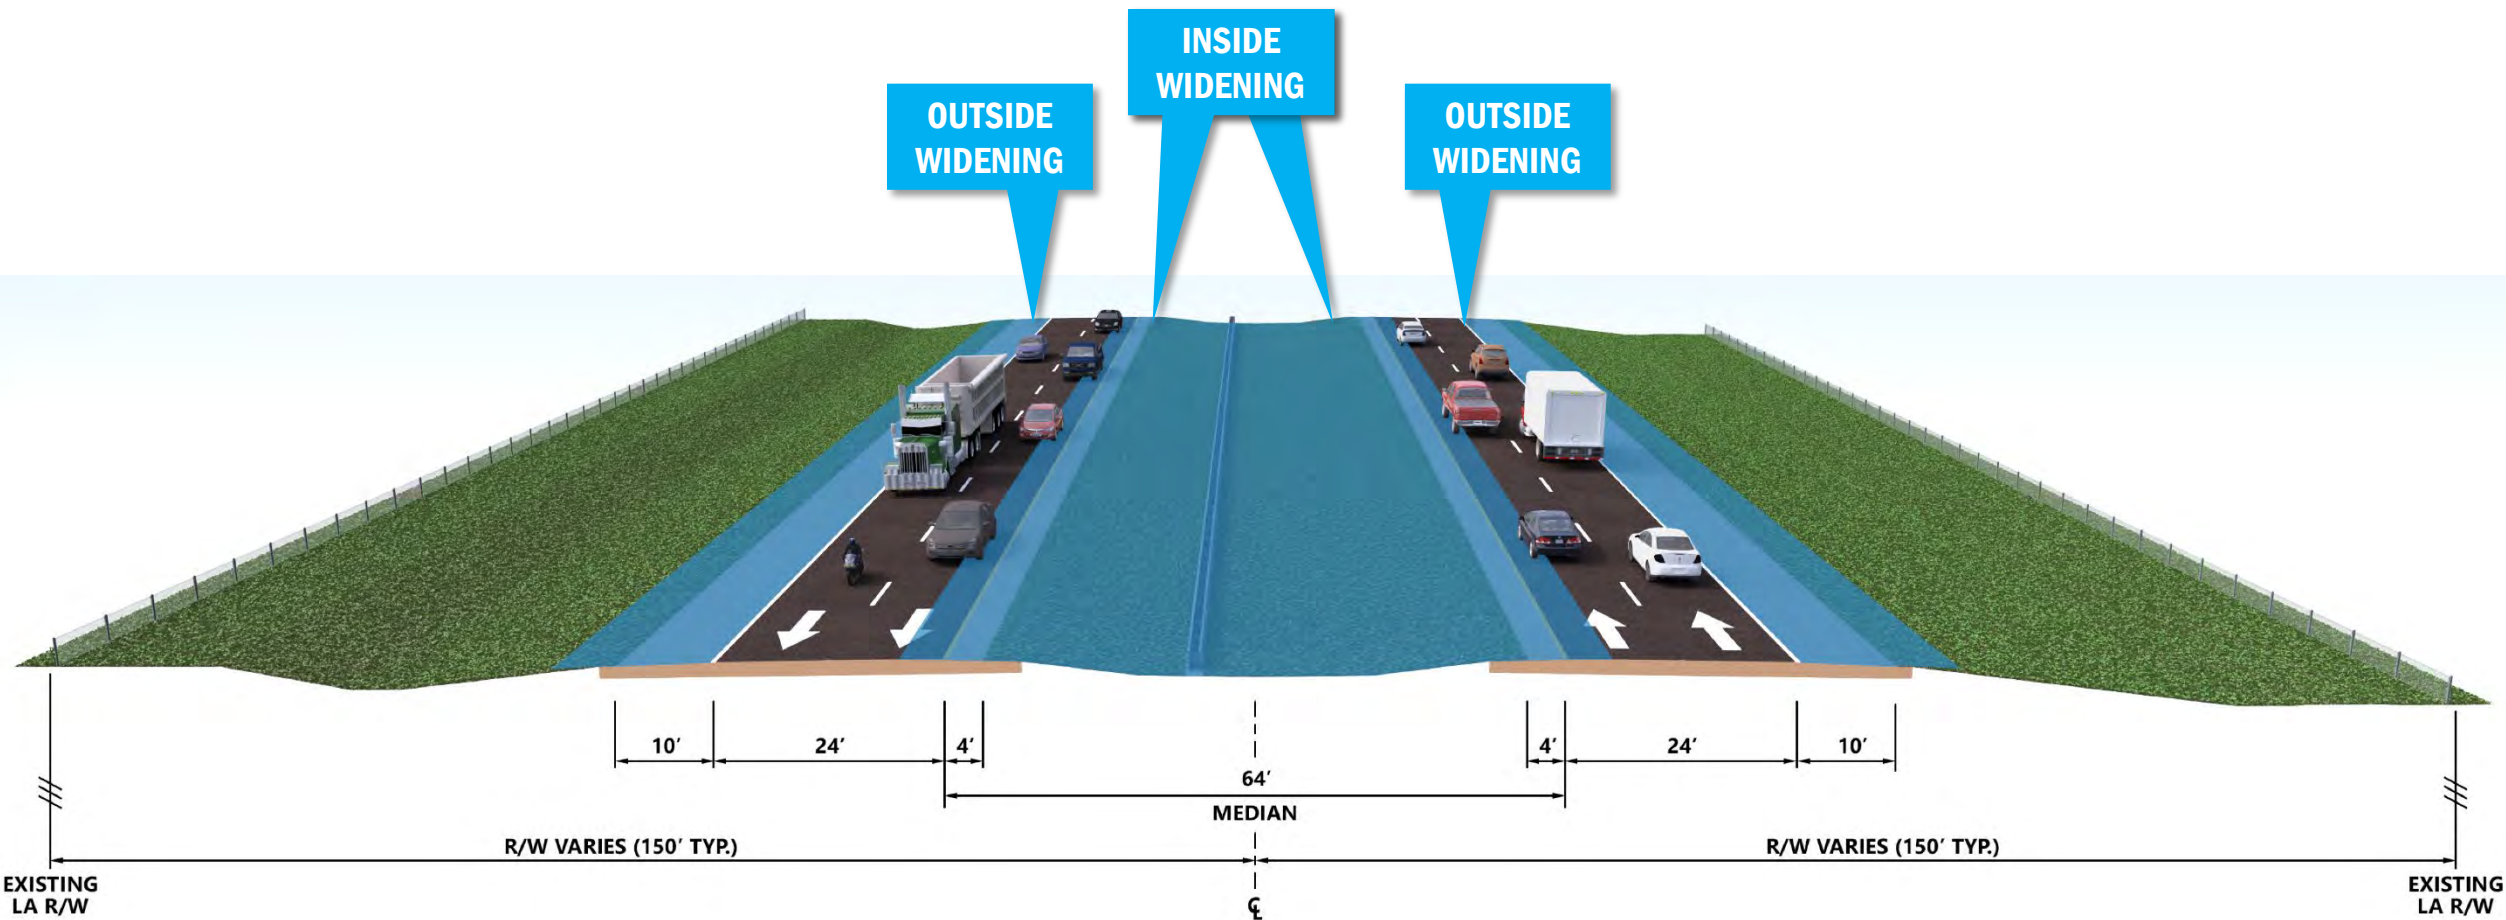 INSIDE
WIDENING
OUTSIDE
WIDENING
OUTSIDE
WIDENING
10'
24'
4'
4'
24'
10'
64'
MEDIAN
R/W VARIES (150' TYP.)
R/W VARIES (150' TYP.)
EXISTING
LA R/W
℄
EXISTING
LA R/W